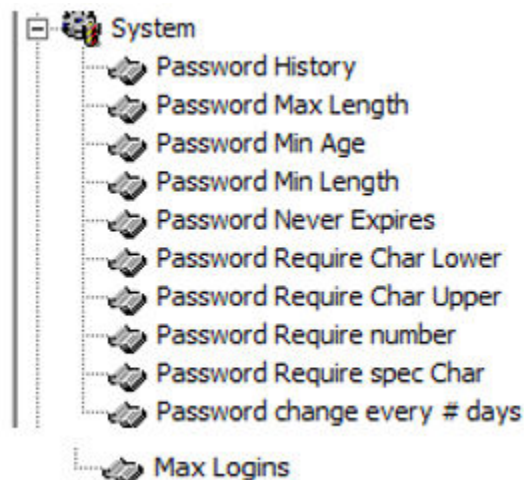 System
Password History
Password Max Length
Password Min Age
Password Min Length
Password Never Expires
Password Require Char Lower
Password Require Char Upper
Password Require number
Password Require spec Char
Password change every # days
Max Logins